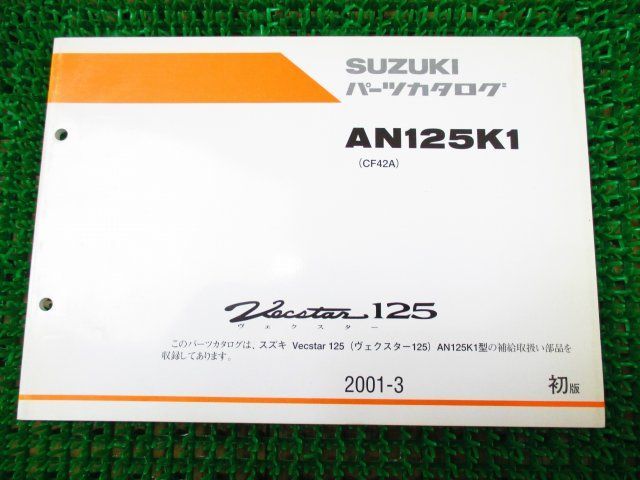 SUZUKI
パーツカタログ
AN125K1
(CF42A)
Vecstar 125
ヴェクスター
このパーツカタログは、スズキ Vecstar 125（ヴェクスター125）AN125K1型の補給取扱い部品を
収録してあります。
2001-3 初版